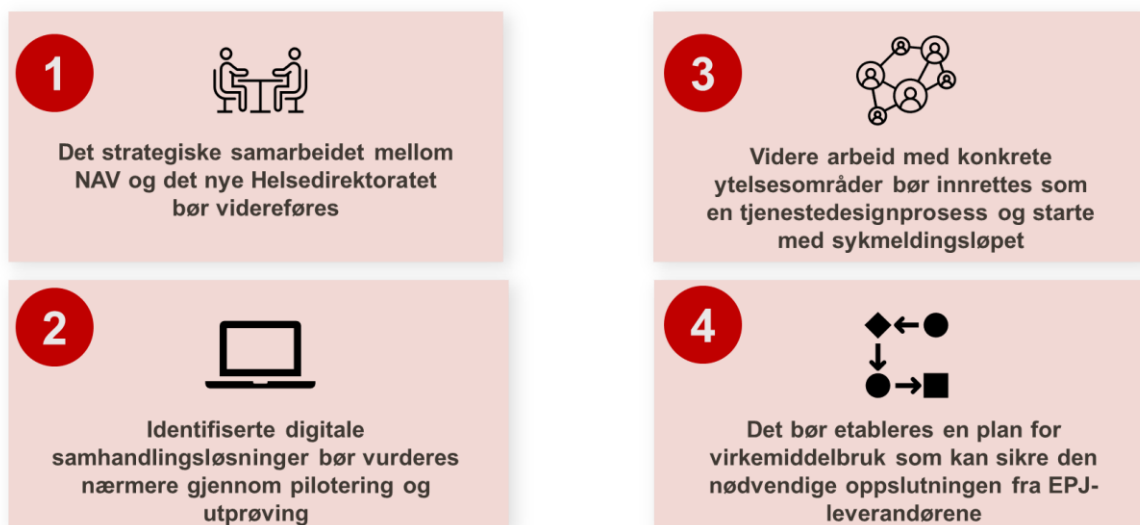 1
Det strategiske samarbeidet mellom
NAV og det nye Helsedirektoratet
bør videreføres
2
Identifiserte digitale
samhandlingsløsninger bør vurderes
nærmere gjennom pilotering og
utprøving
3
Videre arbeid med konkrete
ytelsesområder bør innrettes som
en tjenestedesignprosess og starte
med sykmeldingsløpet
4
Det bør etableres en plan for
virkemiddelbruk som kan sikre den
nødvendige oppslutningen fra EPJ-
leverandørene